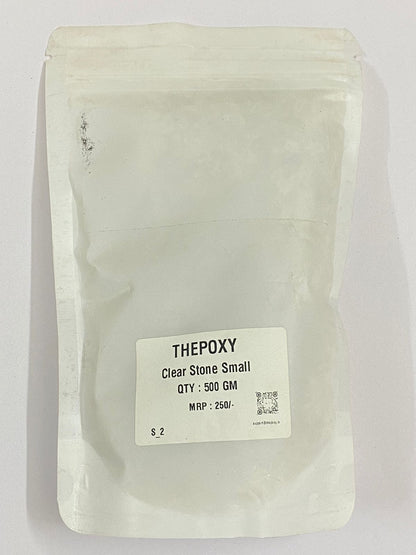 THEPOXY
Clear Stone Small
QTY : 500 GM
MRP : 250/-
S_2